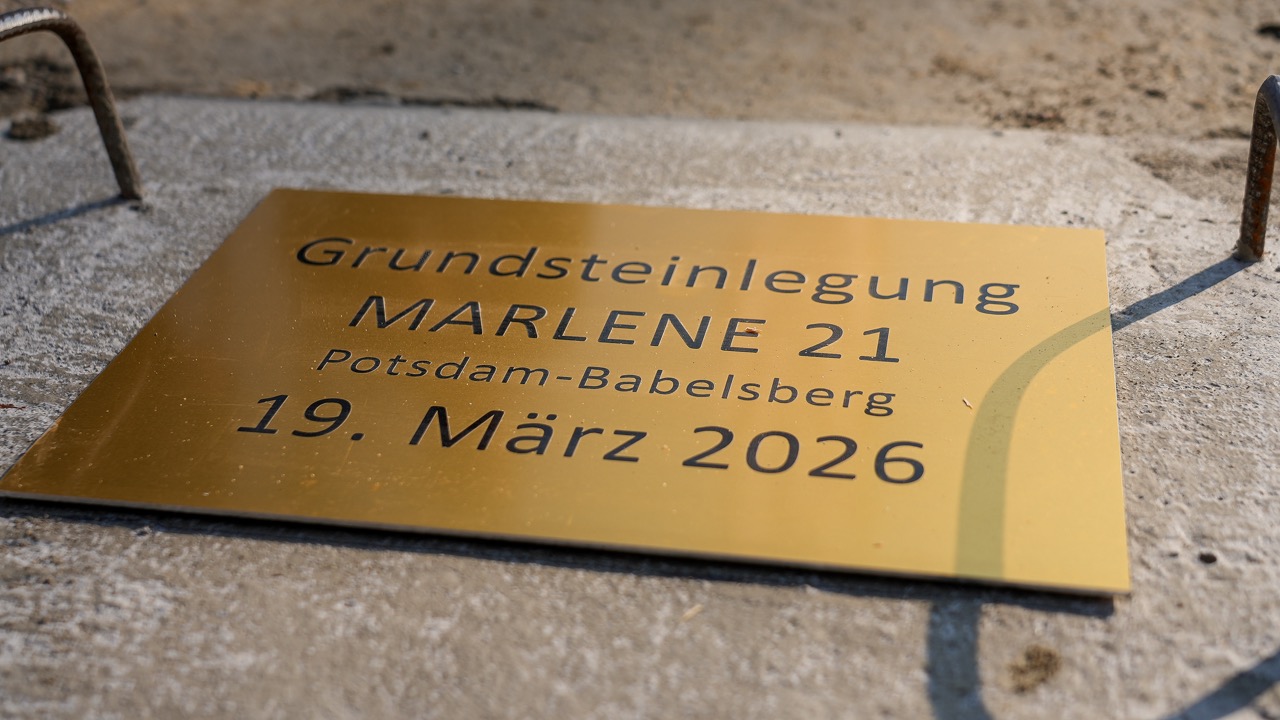 Grundsteinlegung
MARLENE 21
Potsdam-Babelsberg
19. März 2026